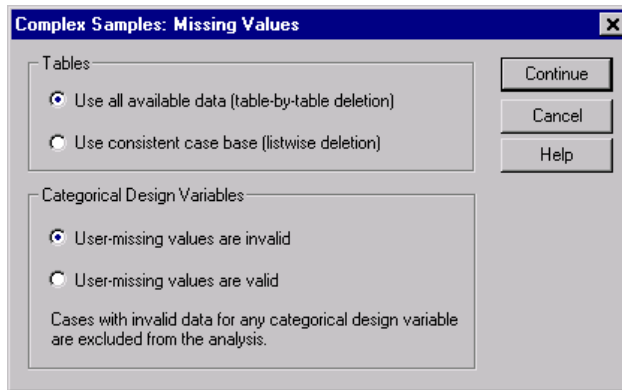 Complex Samples: Missing Values
Tables
Use all available data (table-by-table deletion)
Use consistent case base (listwise deletion)
Categorical Design Variables
User-missing values are invalid
User-missing values are valid
Cases with invalid data for any categorical design variable
are excluded from the analysis.
Continue
Cancel
Help